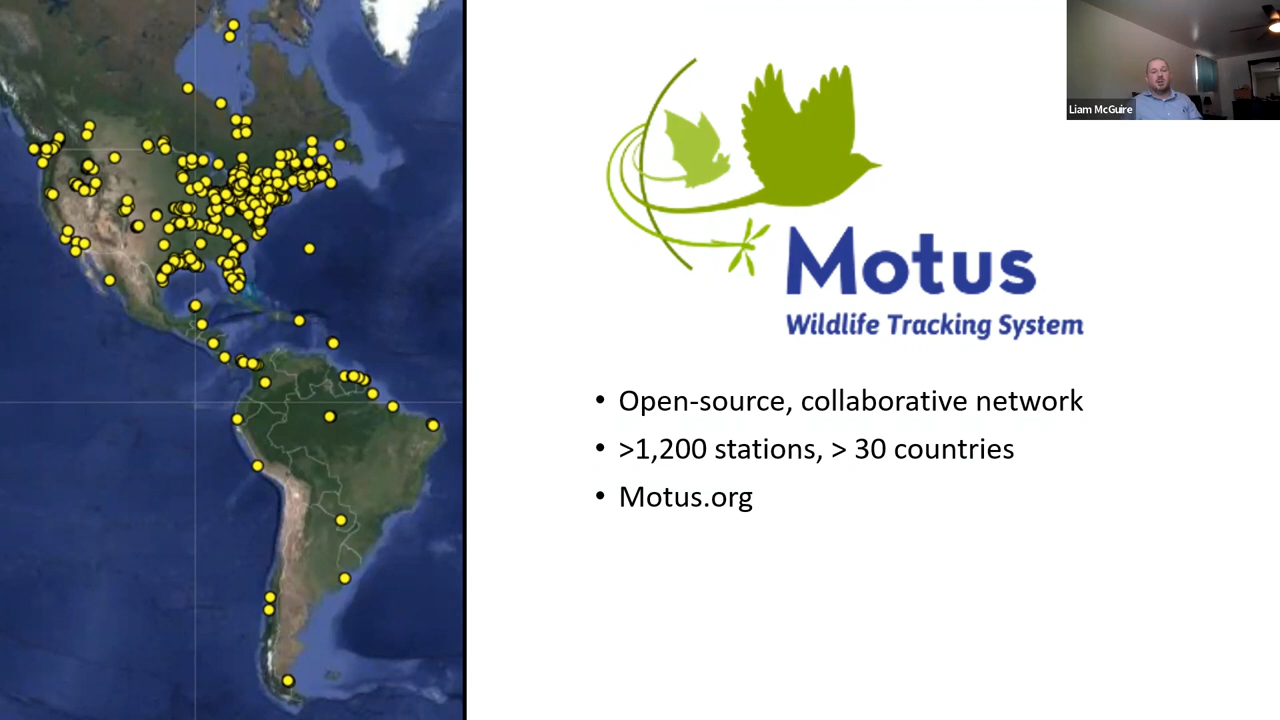 Liam McGuire
Motus
Wildlife Tracking System
• Open-source, collaborative network
• >1,200 stations, > 30 countries
• Motus.org